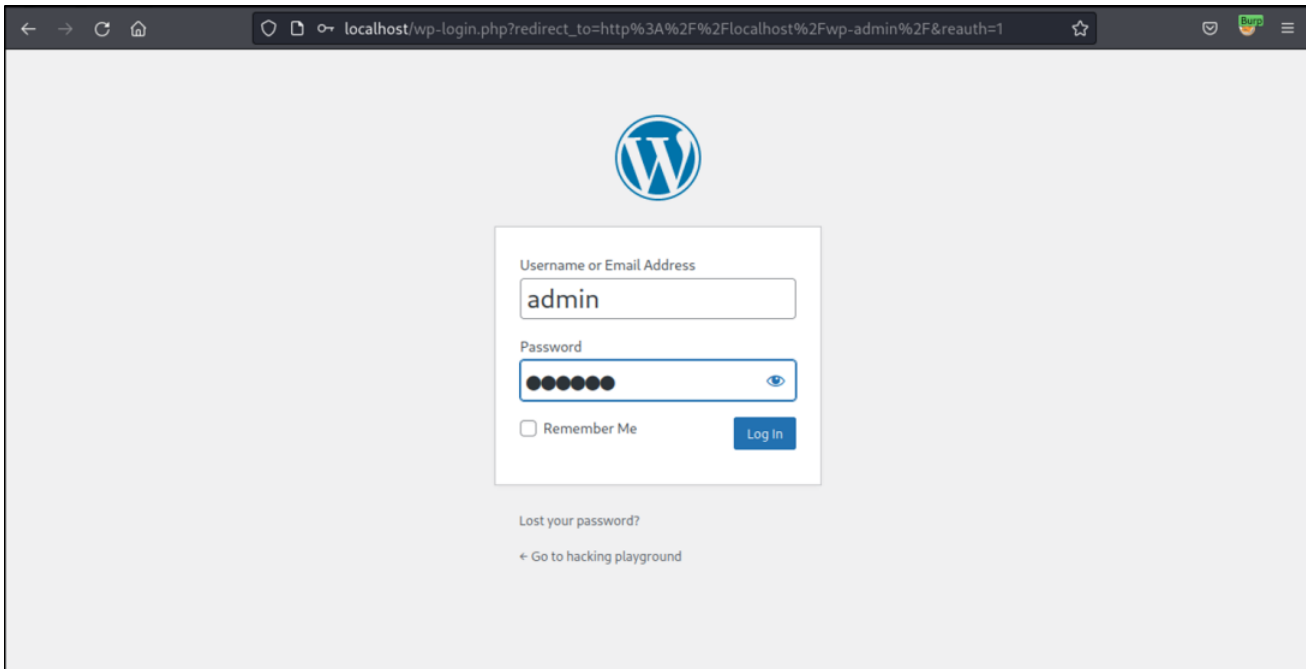 localhost/wp-login.php?redirect_to=http%3A%2F%2Flocalhost%2Fwp-admin%2F&reauth=1
Burp
Username or Email Address
admin
Password
●●●●●●
Remember Me
Log In
Lost your password?
← Go to hacking playground